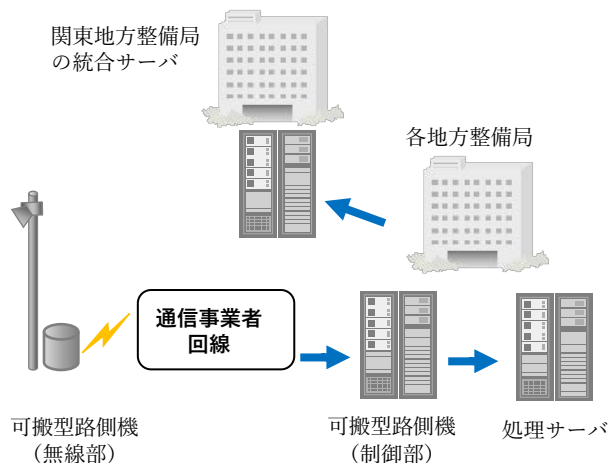 関東地方整備局
の統合サーバ
各地方整備局
通信事業者
回線
可搬型路側機
（無線部）
可搬型路側機
（制御部）
処理サーバ